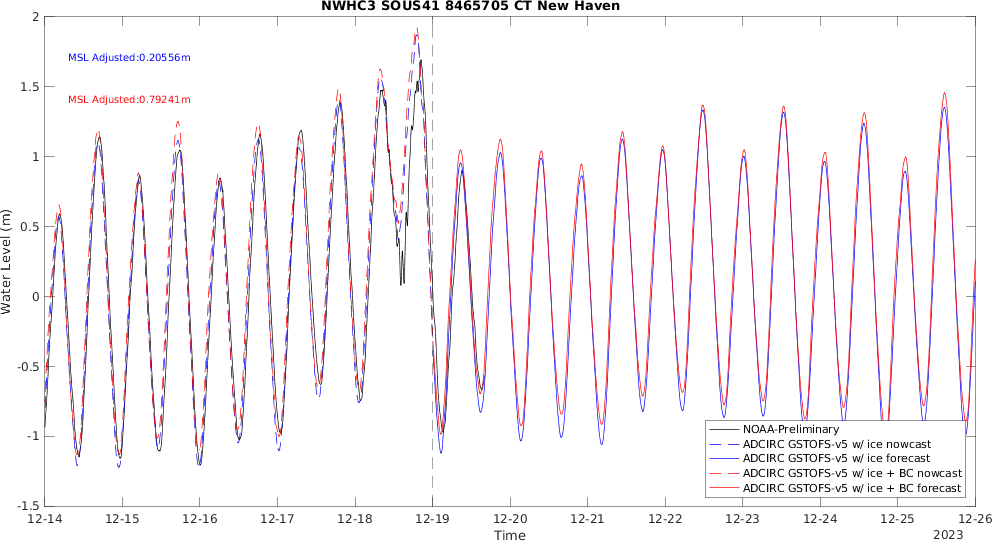 NWHC3 SOUS41 8465705 CT New Haven
MSL Adjusted:0.20556m
MSL Adjusted:0.79241m
Water Level (m)
2
1.5
1
0.5
0
-0.5
-1
-1.5
NOAA-Preliminary
ADCIRC GSTOFS-v5 w/ ice nowcast
ADCIRC GSTOFS-v5 w/ ice forecast
ADCIRC GSTOFS-v5 w/ ice + BC nowcast
ADCIRC GSTOFS-v5 w/ ice + BC forecast
12-14 12-15 12-16 12-17 12-18 12-19 12-20 12-21 12-22 12-23 12-24 12-25 12-26
Time
2023